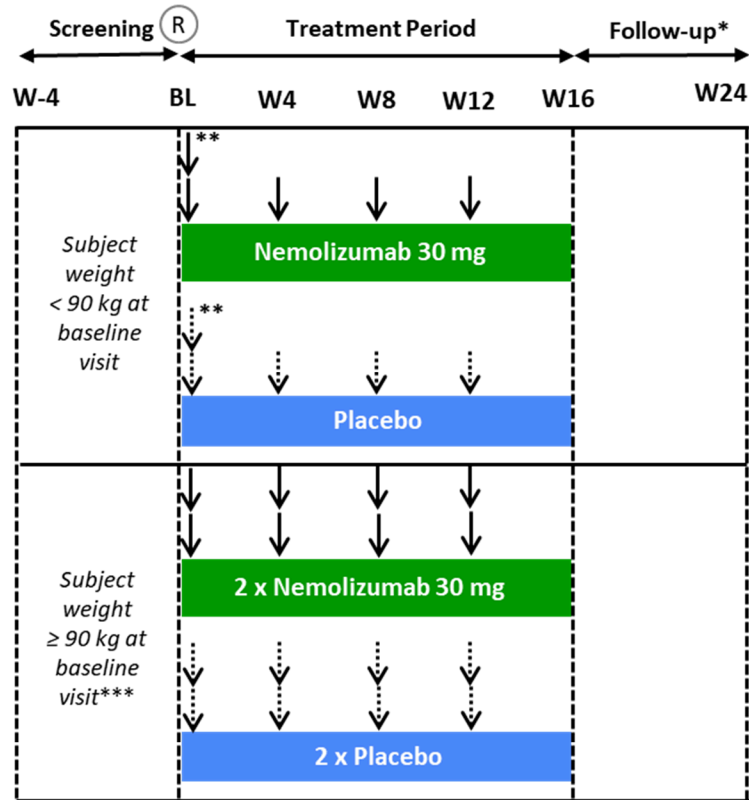 Screening
R
Treatment Period
Follow-up*
W-4
BL
W4
W8
W12
W16
W24
**
Subject
weight
< 90 kg at
baseline
visit
Nemolizumab 30 mg
**
Placebo
Subject
weight
≥ 90 kg at
baseline
visit***
2 x Nemolizumab 30 mg
2 x Placebo